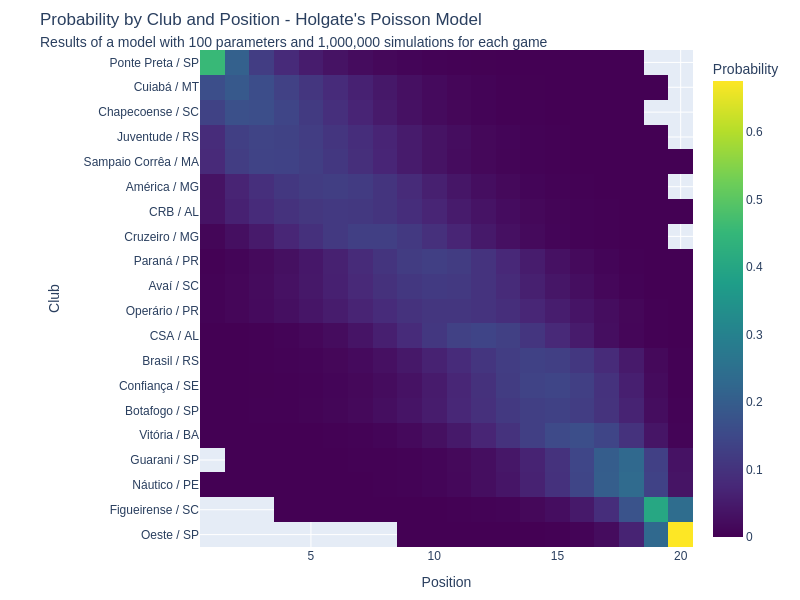 Probability by Club and Position - Holgate's Poisson Model
Results of a model with 100 parameters and 1,000,000 simulations for each game
Probability
Ponte Preta / SP
Cuiabá / MT
Chapecoense / SC
Juventude / RS
Sampaio Corrêa / MA
América / MG
CRB / AL
Cruzeiro / MG
Paraná / PR
Avaí / SC
Operário / PR
CSA / AL
Brasil / RS
Confiança / SE
Botafogo / SP
Vitória / BA
Guarani / SP
Náutico / PE
Figueirense / SC
Oeste / SP
Club
5 10 15 20
Position
0.6
0.5
0.4
0.3
0.2
0.1
0